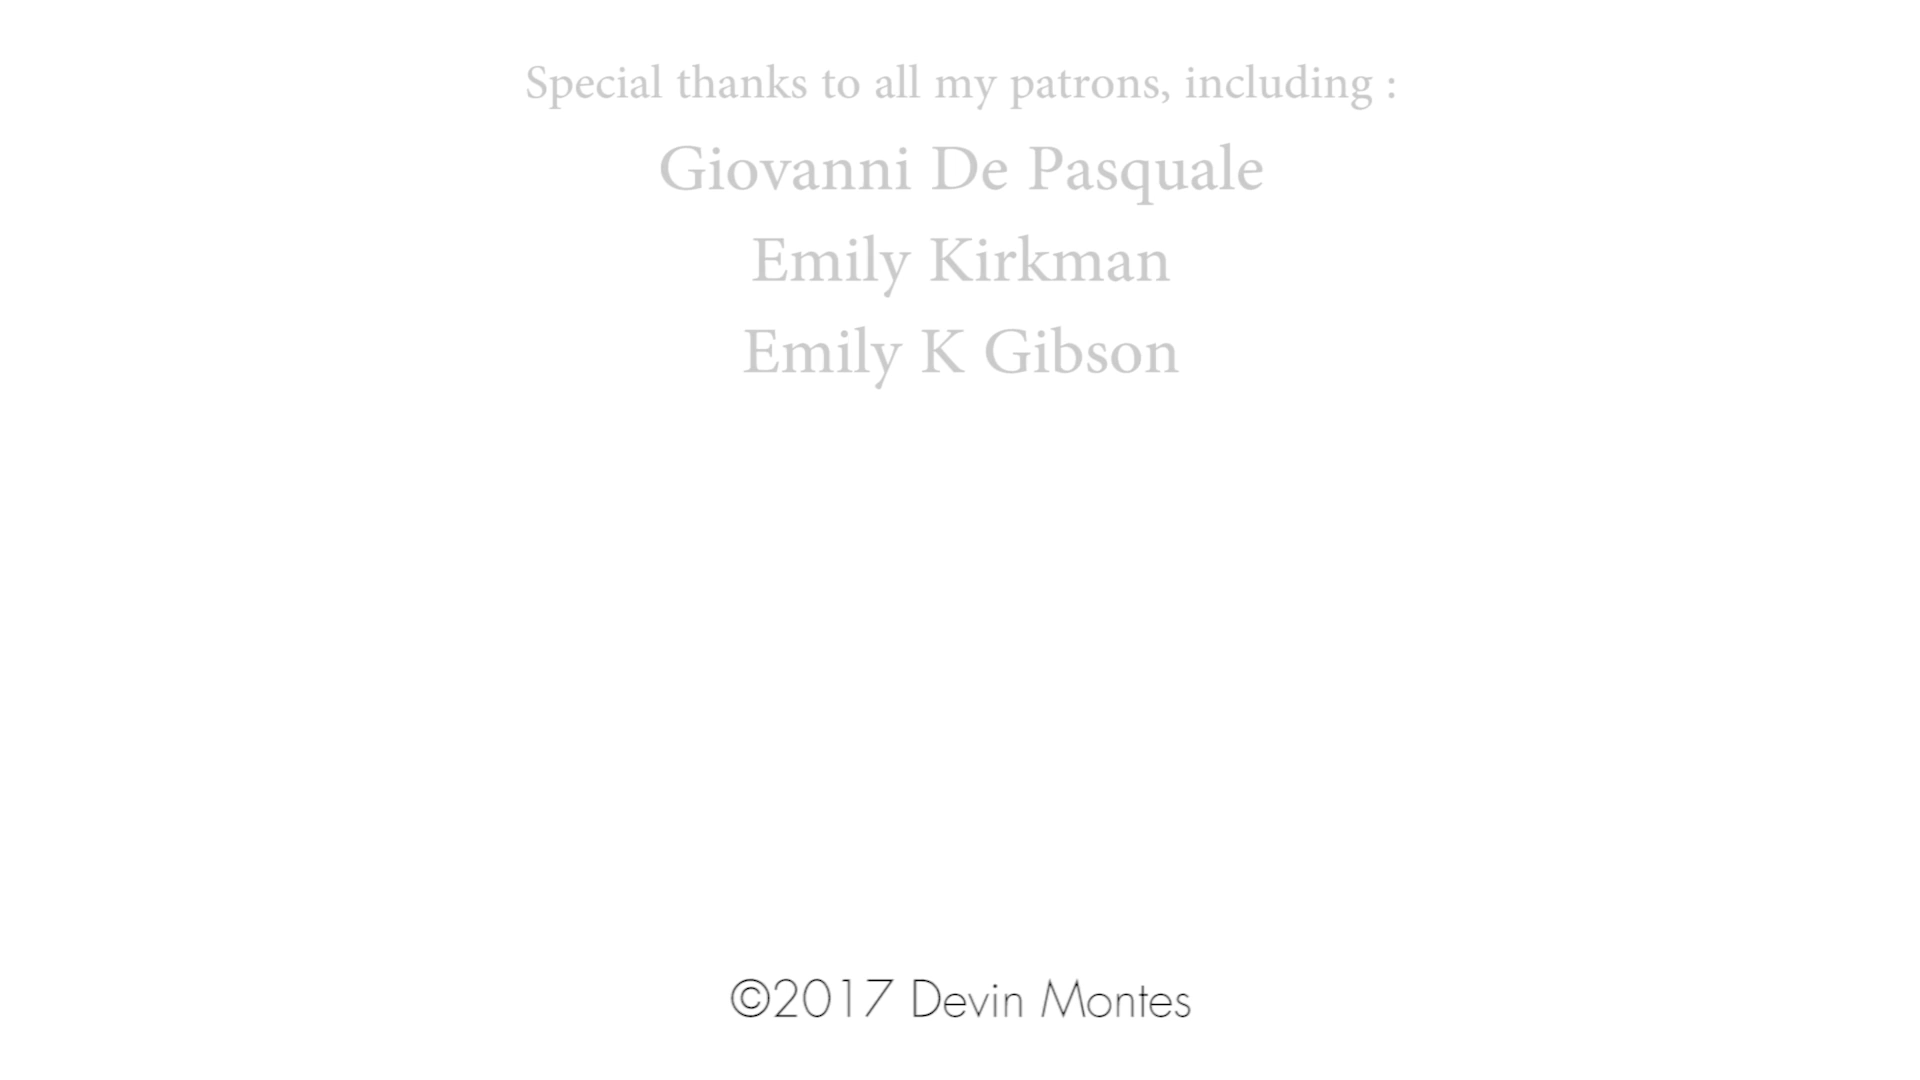 Special thanks to all my patrons, including :
Giovanni De Pasquale
Emily Kirkman
Emily K Gibson
©2017 Devin Montes